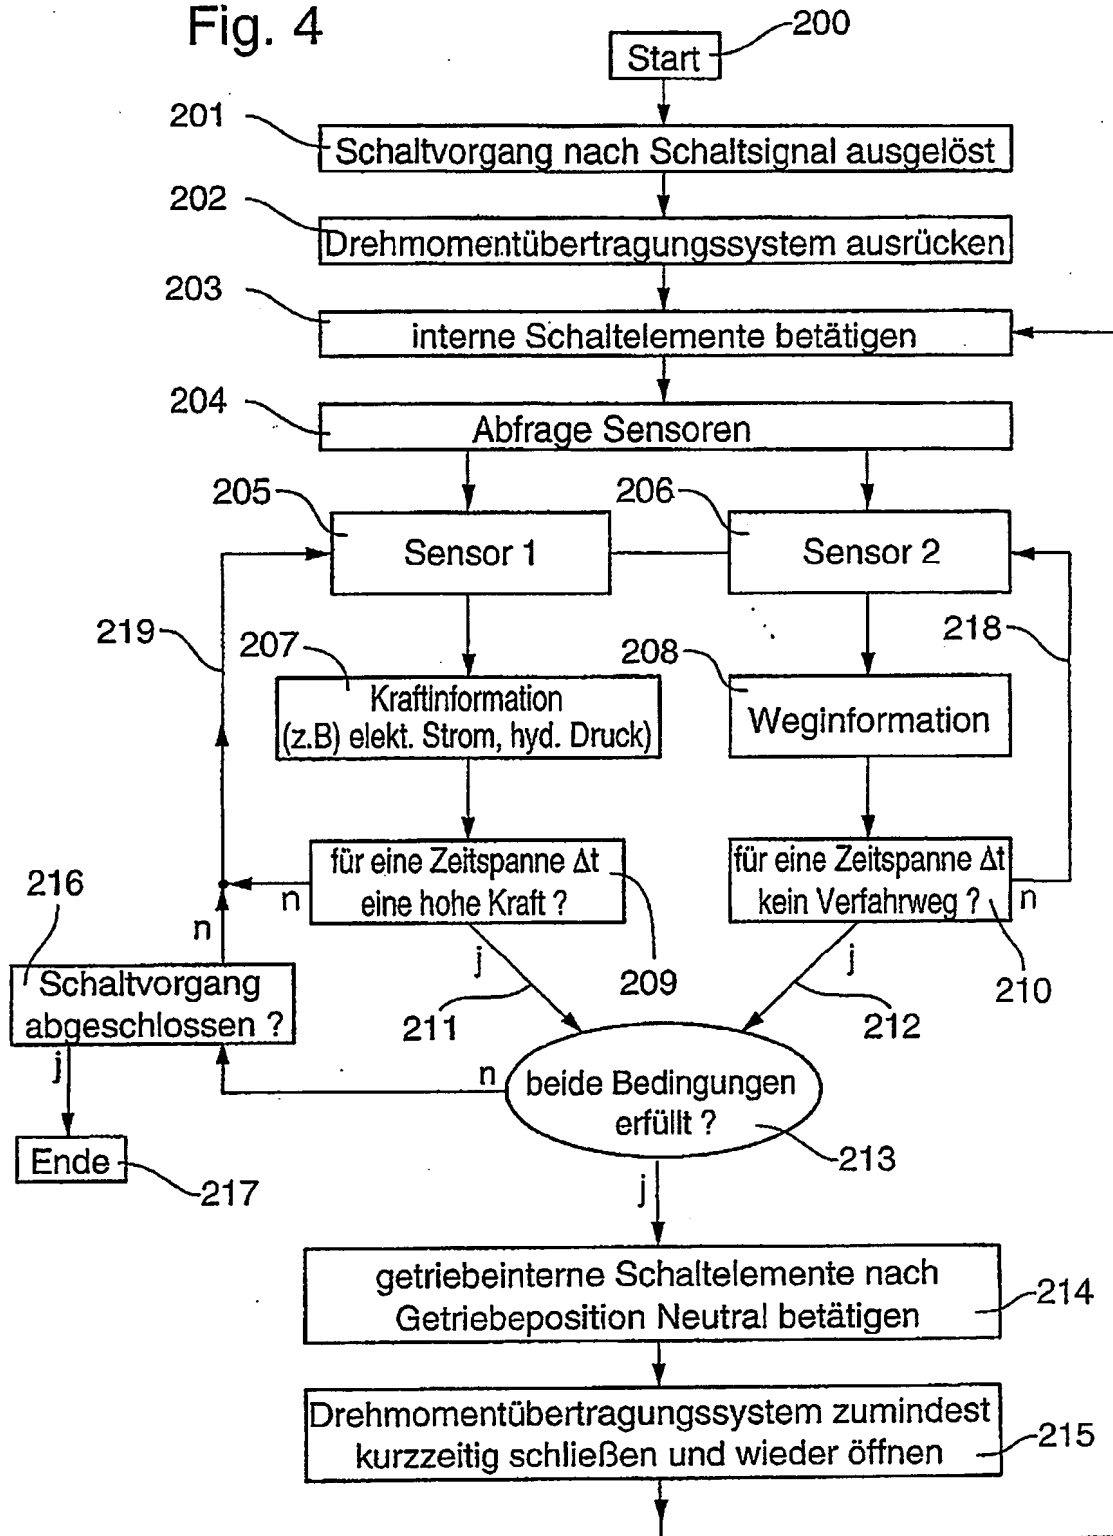 Fig. 4
200
Start
201
Schaltvorgang nach Schaltsignal ausgelöst
202
Drehmomentübertragungssystem ausrücken
203
interne Schaltelemente betätigen
204
Abfrage Sensoren
205
206
Sensor 1
Sensor 2
219
207
208
218
Kraftinformation
(z.B) elekt. Strom, hyd. Druck)
Weginformation
für eine Zeitspanne Δt
eine hohe Kraft ?
für eine Zeitspanne Δt
kein Verfahrweg ?
216
n
n
n
j
j
209
210
Schaltvorgang
abgeschlossen ?
211
212
j
n
beide Bedingungen
erfüllt ?
Ende
213
217
j
getriebeinterne Schaltelemente nach
Getriebeposition Neutral betätigen
214
Drehmomentübertragungssystem zumindest
kurzzeitig schließen und wieder öffnen
215